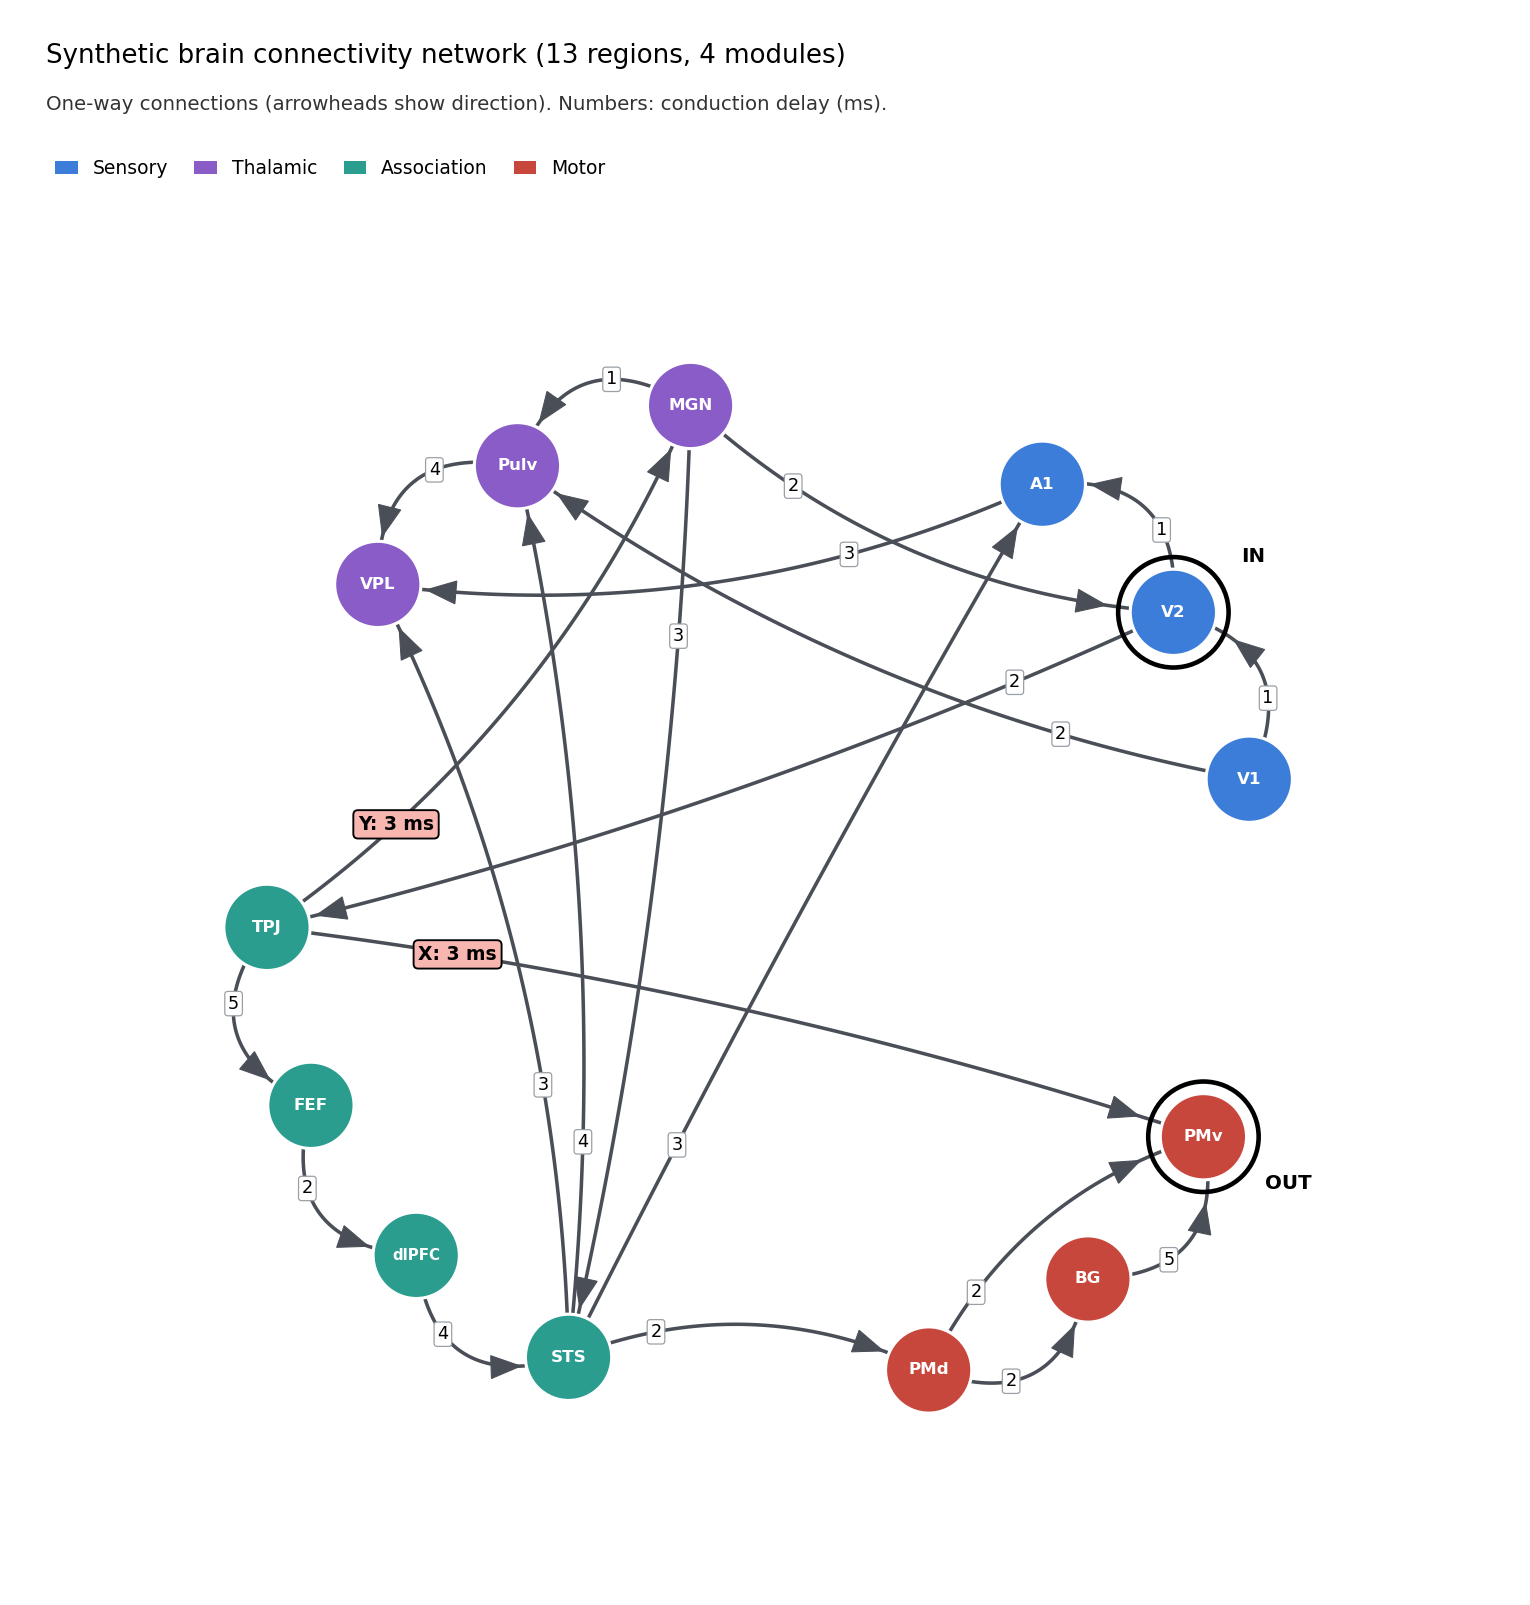 Synthetic brain connectivity network (13 regions, 4 modules)
One-way connections (arrowheads show direction). Numbers: conduction delay (ms).
Sensory Thalamic Association Motor
1
MGN
Pulv
4
2
A1
1
3
IN
VPL
V2
3
2
1
2
V1
Y: 3 ms
TPJ
X: 3 ms
5
3
FEF
4
3
PMv
2
OUT
dlPFC
5
BG
2
4
2
STS
PMd
2